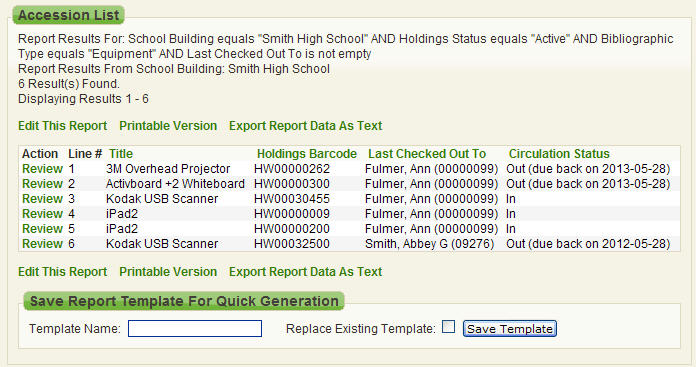 Accession List
Report Results For: School Building equals "Smith High School" AND Holdings Status equals "Active" AND Bibliographic
Type equals "Equipment" AND Last Checked Out To is not empty
Report Results From School Building: Smith High School
6 Result(s) Found.
Displaying Results 1 - 6
Edit This Report Printable Version Export Report Data As Text
Action Line # Title Holdings Barcode Last Checked Out To Circulation Status
Review 1 3M Overhead Projector HW00000262 Fulmer, Ann (00000099) Out (due back on 2013-05-28)
Review 2 Activboard +2 Whiteboard HW00000300 Fulmer, Ann (00000099) Out (due back on 2013-05-28)
Review 3 Kodak USB Scanner HW00030455 Fulmer, Ann (00000099) In
Review 4 iPad2 HW00000009 Fulmer, Ann (00000099) In
Review 5 iPad2 HW00000200 Fulmer, Ann (00000099) In
Review 6 Kodak USB Scanner HW00032500 Smith, Abbey G (09276) Out (due back on 2012-05-28)
Edit This Report Printable Version Export Report Data As Text
Save Report Template For Quick Generation
Template Name: Replace Existing Template: Save Template